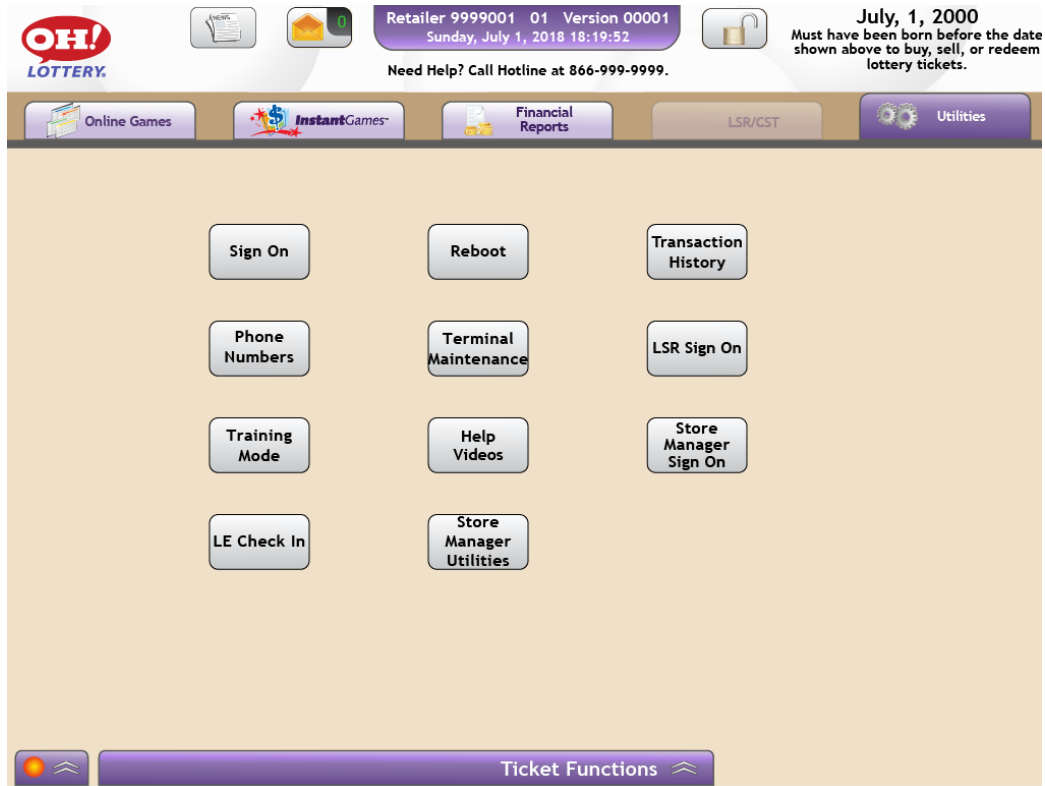 OH!
LOTTERY.
NEWS
0
Retailer 9999001 01 Version 00001
Sunday, July 1, 2018 18:19:52
Need Help? Call Hotline at 866-999-9999.
July, 1, 2000
Must have been born before the date
shown above to buy, sell, or redeem
lottery tickets.
Online Games
InstantGames
Financial
Reports
LSR/CST
Utilities
Sign On
Reboot
Transaction
History
Phone
Numbers
Terminal
Maintenance
LSR Sign On
Training
Mode
Help
Videos
Store
Manager
Sign On
LE Check In
Store
Manager
Utilities
Ticket Functions